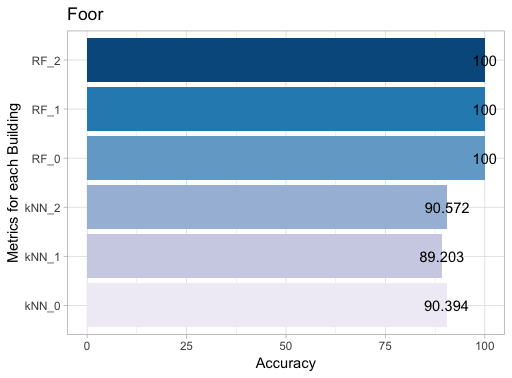 Foor
Metrics for each Building
RF_2
100
RF_1
100
RF_0
100
kNN_2
90.572
kNN_1
89.203
kNN_0
90.394
0 25 50 75 100
Accuracy